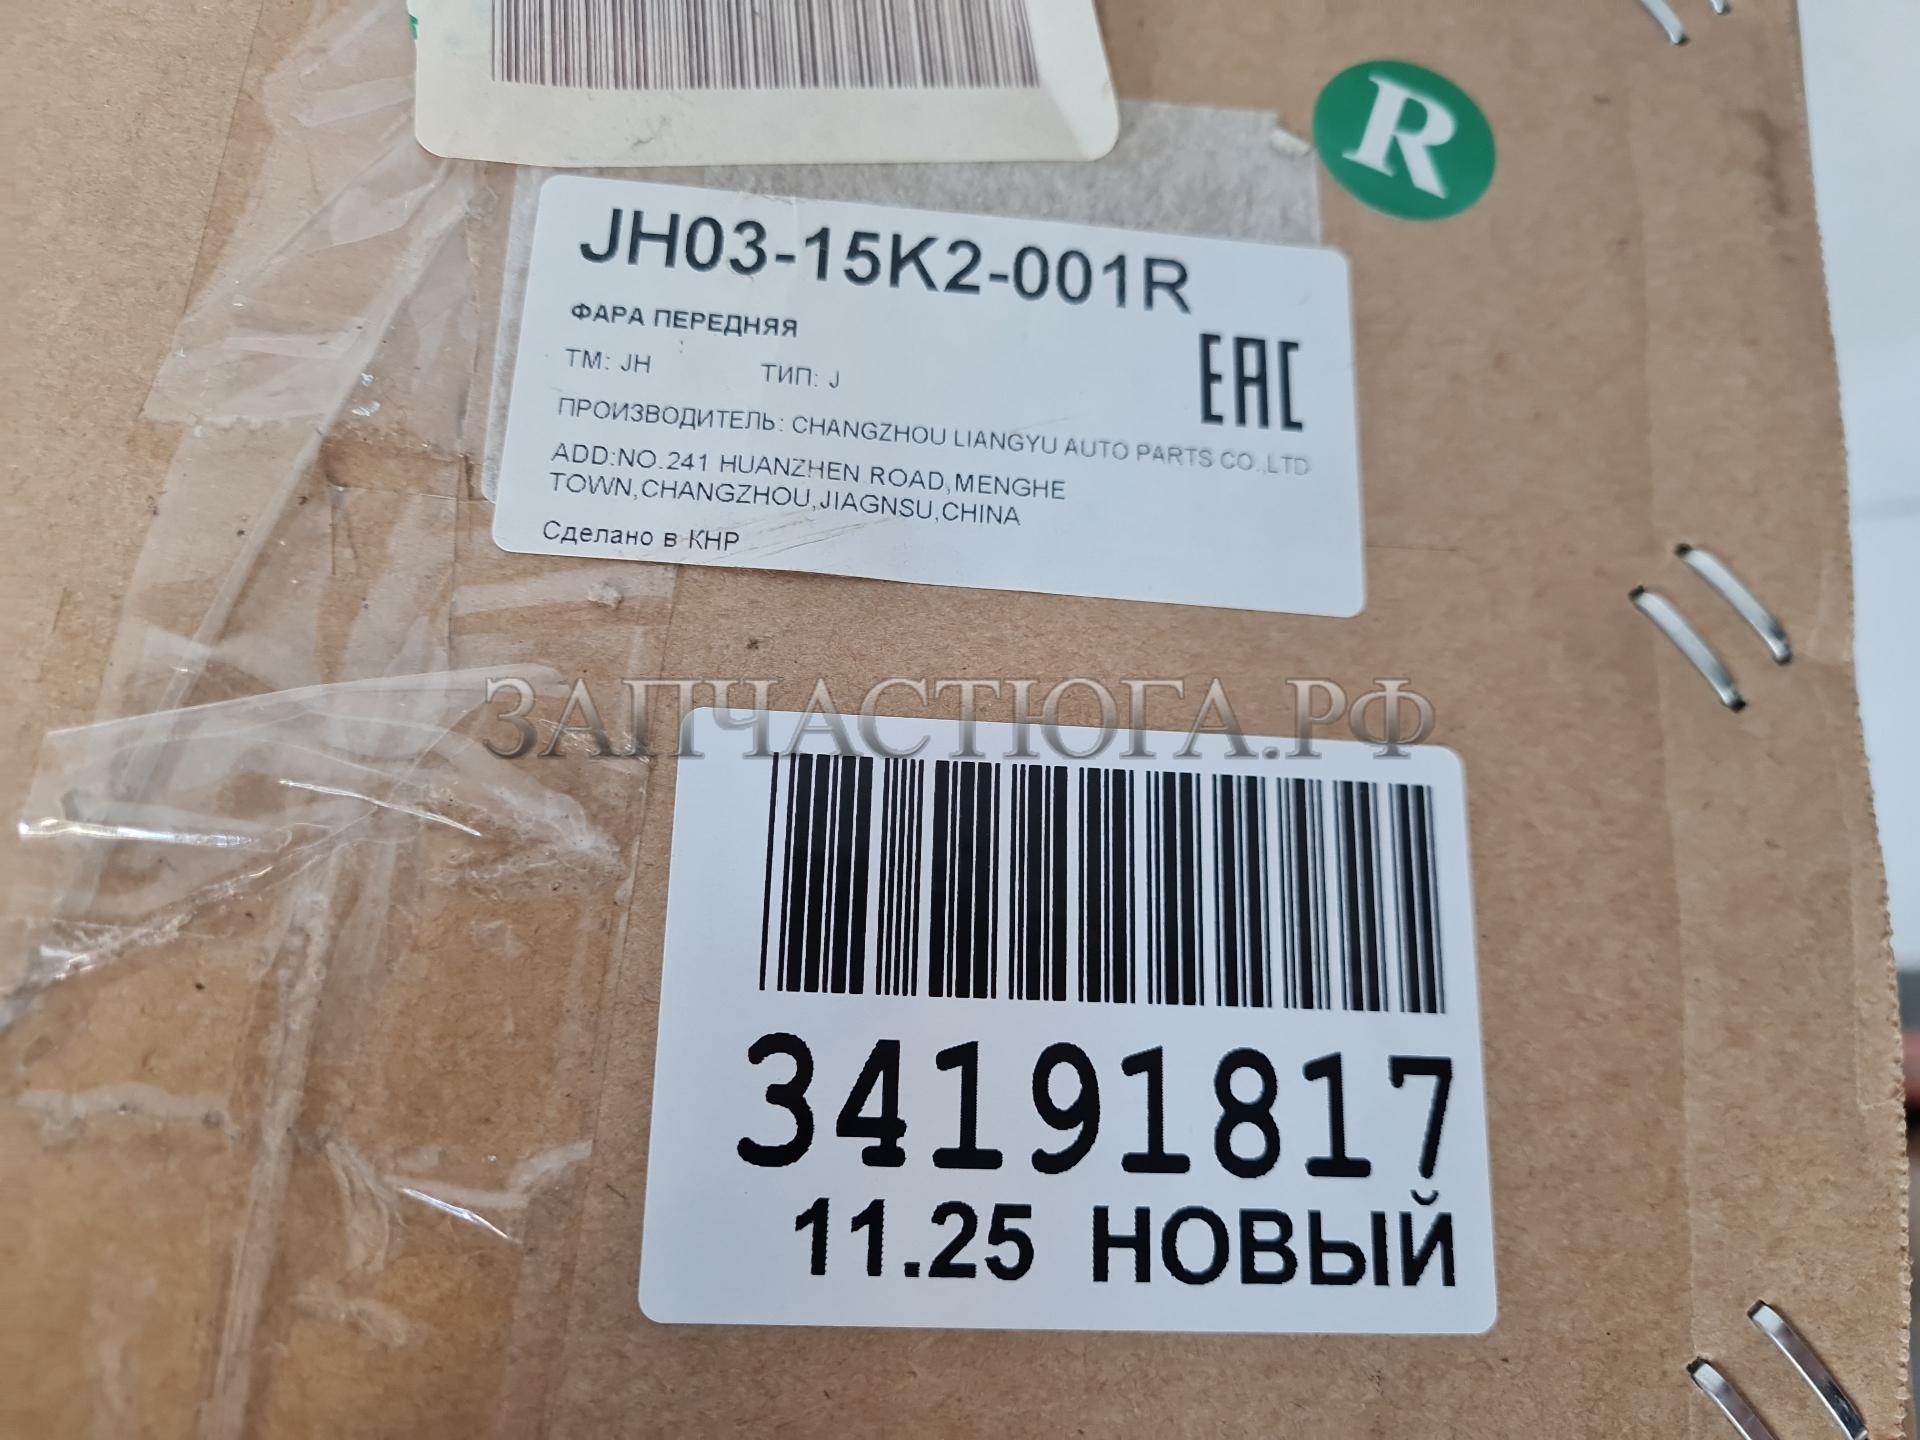 R
JH03-15K2-001R
ФАРА ПЕРЕДНЯЯ
ТМ: JH ТИП: J
EAC
ПРОИЗВОДИТЕЛЬ: CHANGZHOU LIANGYU AUTO PARTS CO.,LTD
ADD:NO.241 HUANZHEN ROAD,MENGHE
TOWN,CHANGZHOU,JIAGNSU,CHINA
Сделано в КНР
ЗАПЧАСТЮГА.РФ
34191817
11.25 НОВЫЙ